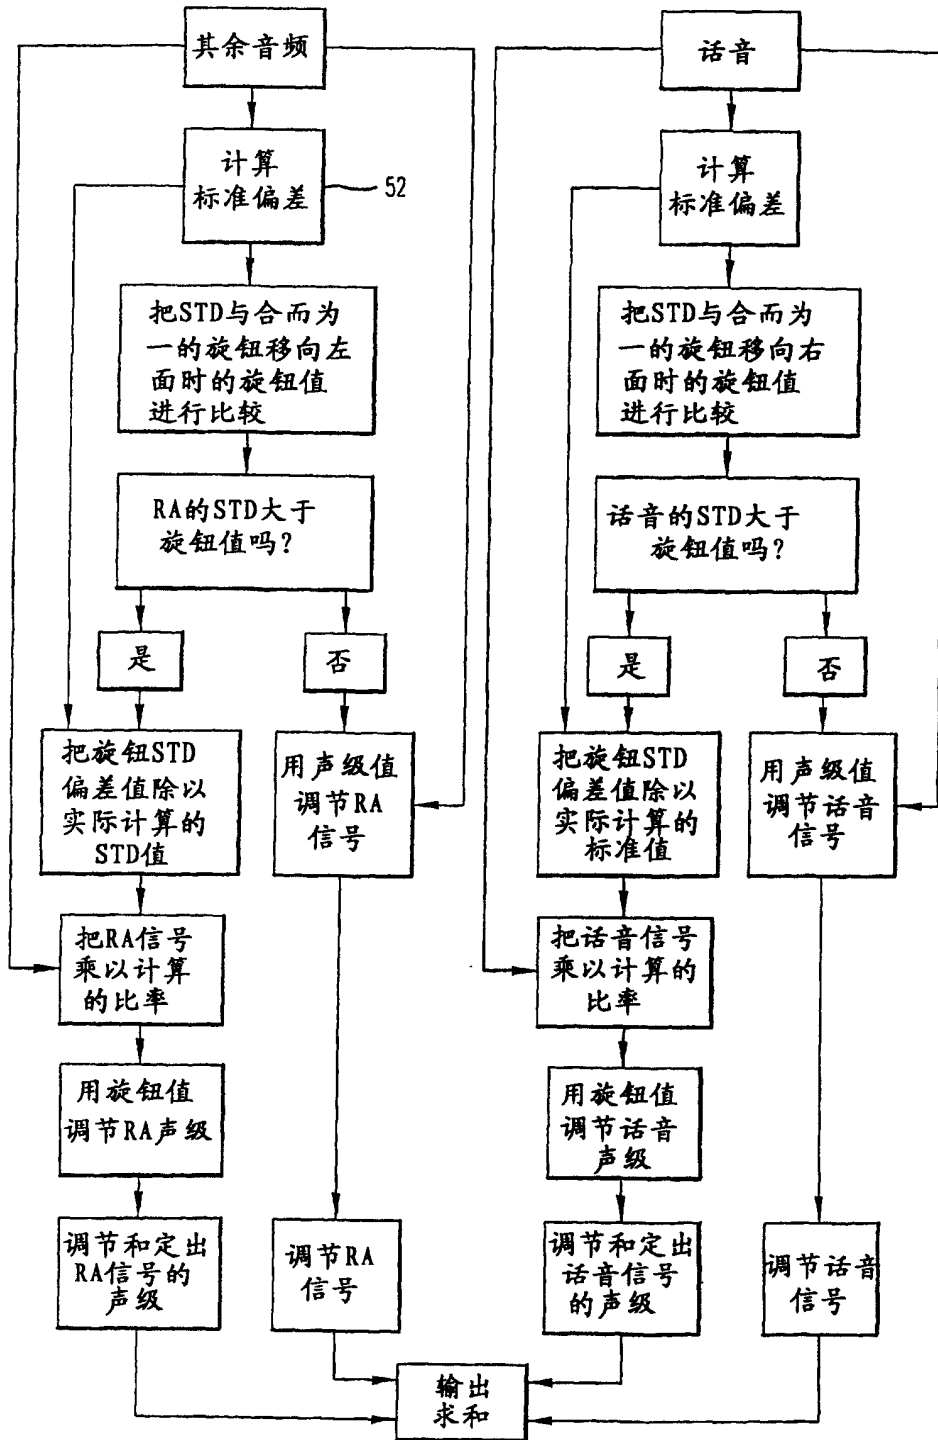 其余音频
计算
标准偏差
52
把STD与合而为
一的旋钮移向左
面时的旋钮值
进行比较
RA的STD大于
旋钮值吗?
是
否
把旋钮STD
偏差值除以
实际计算的
STD值
用声级值
调节RA
信号
把RA信号
乘以计算
的比率
用旋钮值
调节RA声级
调节和定出
RA信号的
声级
调节RA
信号
话音
计算
标准偏差
把STD与合而为
一的旋钮移向右
面时的旋钮值
进行比较
话音的STD大于
旋钮值吗?
是
否
把旋钮STD
偏差值除以
实际计算的
标准值
用声级值
调节话音
信号
把话音信号
乘以计算的
比率
用旋钮值
调节话音
声级
调节和定出
话音信号
的声级
调节话音
信号
输出
求和